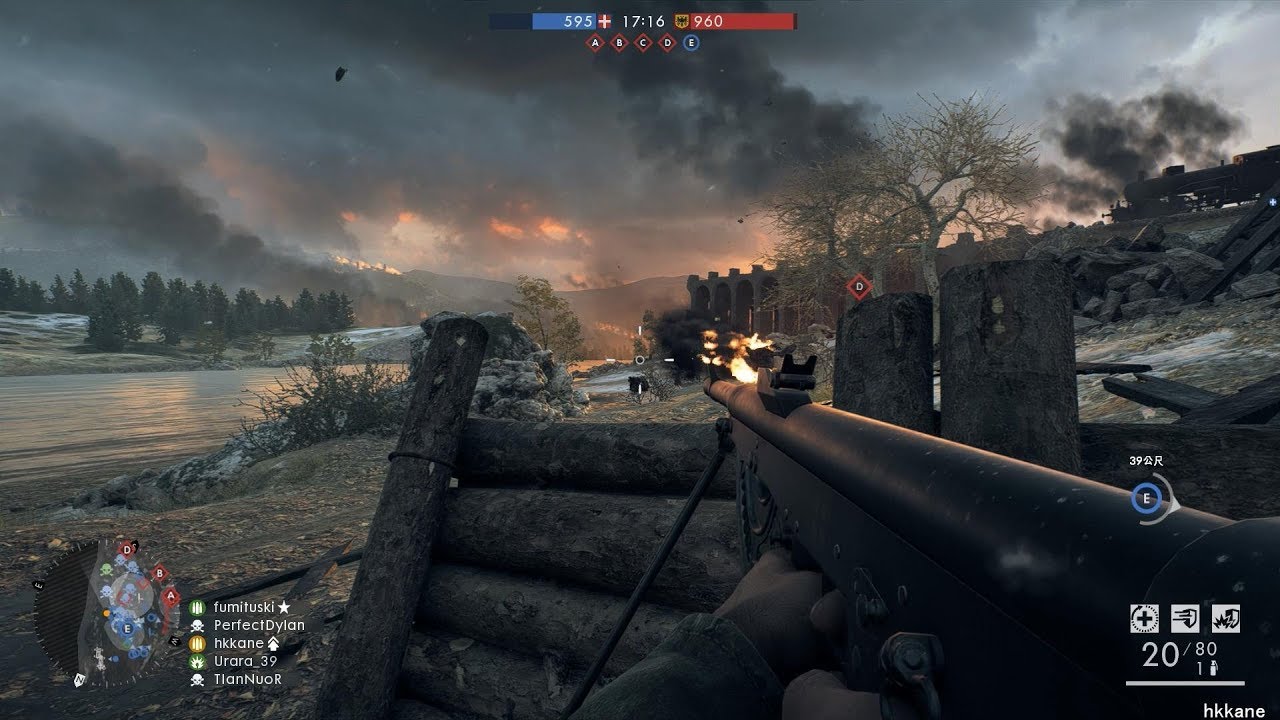 595 17:16 960
A B C D E
D
39公尺
E
D
B
A
E
E
N
fumituski
PerfectDylan
hkkane
Urara_39
TIanNuoR
20/80
1
hkkane